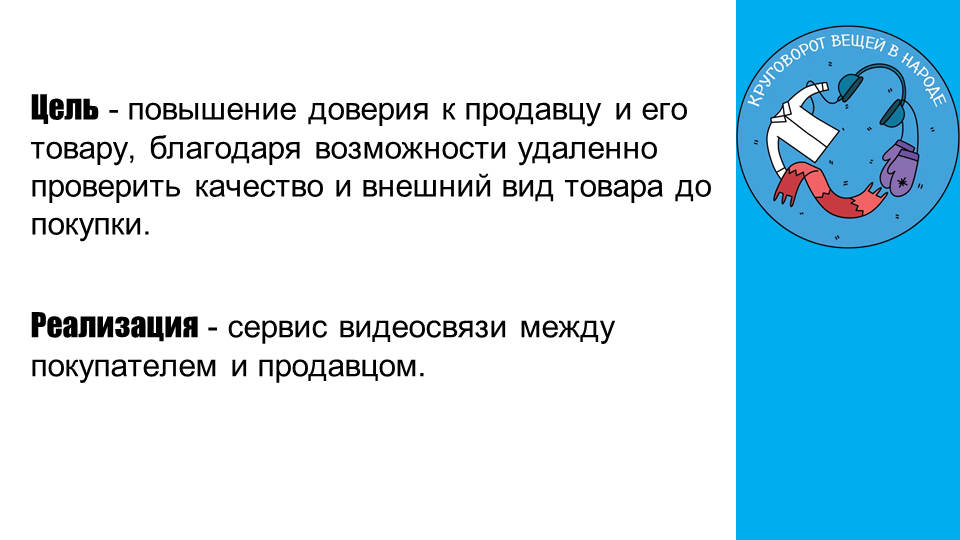 Цель - повышение доверия к продавцу и его
товару, благодаря возможности удаленно
проверить качество и внешний вид товара до
покупки.
Реализация - сервис видеосвязи между
покупателем и продавцом.
КРУГОВОРОТ ВЕЩЕЙ В НАРОДЕ